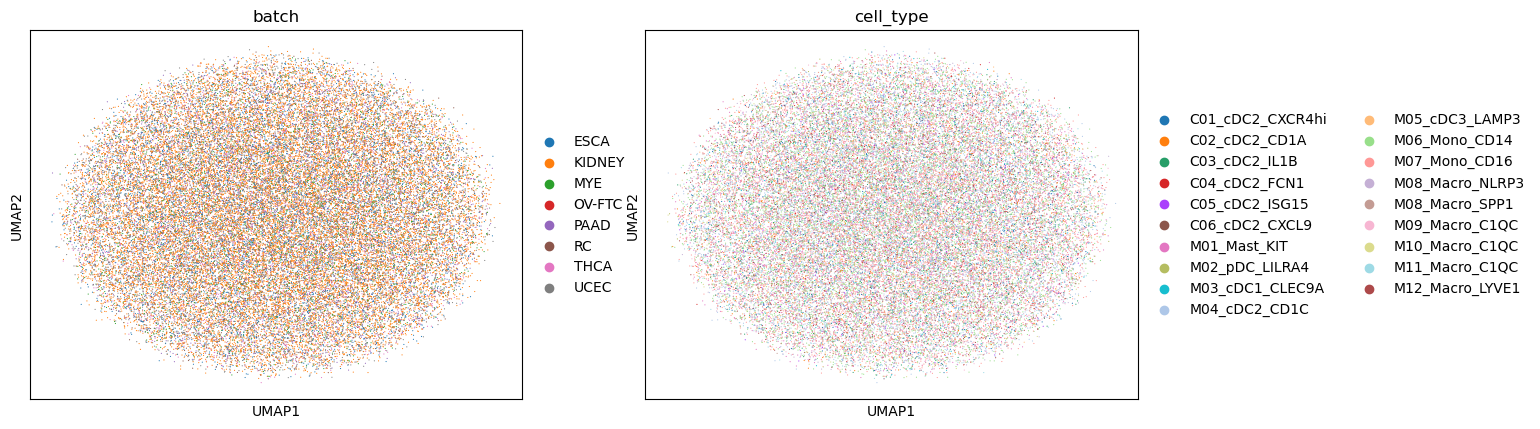 batch
UMAP2
UMAP1
ESCA
KIDNEY
MYE
OV-FTC
PAAD
RC
THCA
UCEC
cell_type
UMAP2
UMAP1
C01_cDC2_CXCR4hi
C02_cDC2_CD1A
C03_cDC2_IL1B
C04_cDC2_FCN1
C05_cDC2_ISG15
C06_cDC2_CXCL9
M01_Mast_KIT
M02_pDC_LILRA4
M03_cDC1_CLEC9A
M04_cDC2_CD1C
M05_cDC3_LAMP3
M06_Mono_CD14
M07_Mono_CD16
M08_Macro_NLRP3
M08_Macro_SPP1
M09_Macro_C1QC
M10_Macro_C1QC
M11_Macro_C1QC
M12_Macro_LYVE1